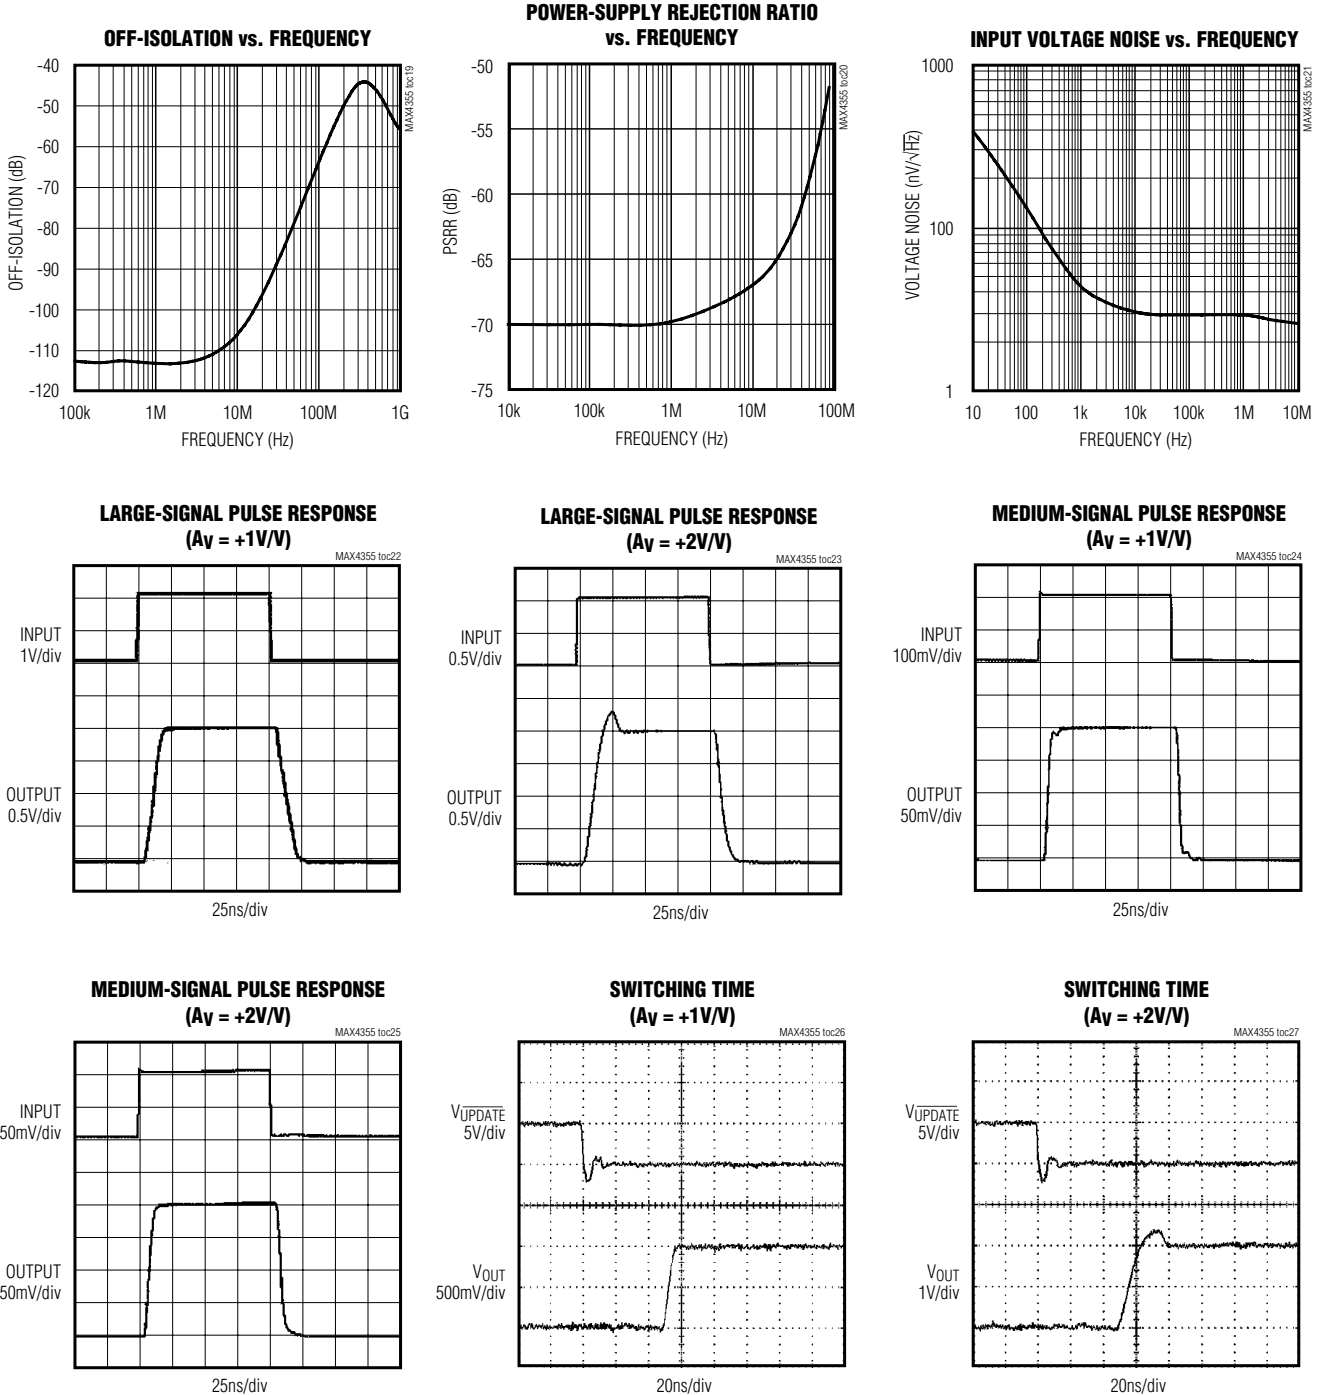 OFF-ISOLATION vs. FREQUENCY
MAX4355 toc19
OFF-ISOLATION (dB)
-40
-50
-60
-70
-80
-90
-100
-110
-120
100k 1M 10M 100M 1G
FREQUENCY (Hz)
POWER-SUPPLY REJECTION RATIO
vs. FREQUENCY
MAX4355 toc20
PSRR (dB)
-50
-55
-60
-65
-70
-75
10k 100k 1M 10M 100M
FREQUENCY (Hz)
INPUT VOLTAGE NOISE vs. FREQUENCY
MAX4355 toc21
VOLTAGE NOISE (nV/√Hz)
1000
100
1
10 100 1k 10k 100k 1M 10M
FREQUENCY (Hz)
LARGE-SIGNAL PULSE RESPONSE
(AV = +1V/V)
MAX4355 toc22
INPUT
1V/div
OUTPUT
0.5V/div
25ns/div
LARGE-SIGNAL PULSE RESPONSE
(AV = +2V/V)
MAX4355 toc23
INPUT
0.5V/div
OUTPUT
0.5V/div
25ns/div
MEDIUM-SIGNAL PULSE RESPONSE
(AV = +1V/V)
MAX4355 toc24
INPUT
100mV/div
OUTPUT
50mV/div
25ns/div
MEDIUM-SIGNAL PULSE RESPONSE
(AV = +2V/V)
MAX4355 toc25
INPUT
50mV/div
OUTPUT
50mV/div
25ns/div
SWITCHING TIME
(AV = +1V/V)
MAX4355 toc26
VUPDATE
5V/div
VOUT
500mV/div
20ns/div
SWITCHING TIME
(AV = +2V/V)
MAX4355 toc27
VUPDATE
5V/div
VOUT
1V/div
20ns/div